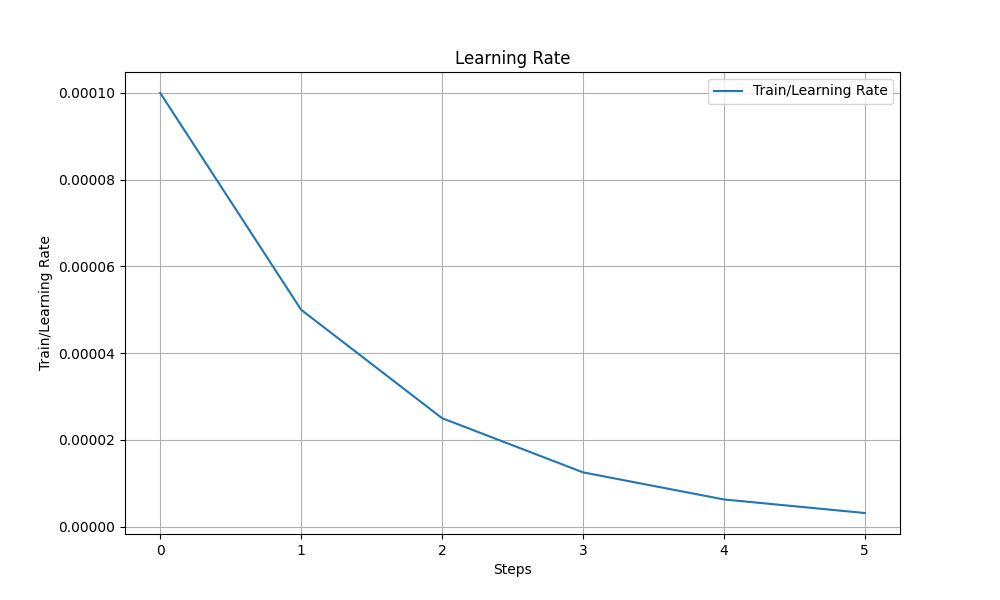 Learning Rate
Train/Learning Rate
0.00010
0.00008
0.00006
0.00004
0.00002
0.00000
Train/Learning Rate
0 1 2 3 4 5
Steps